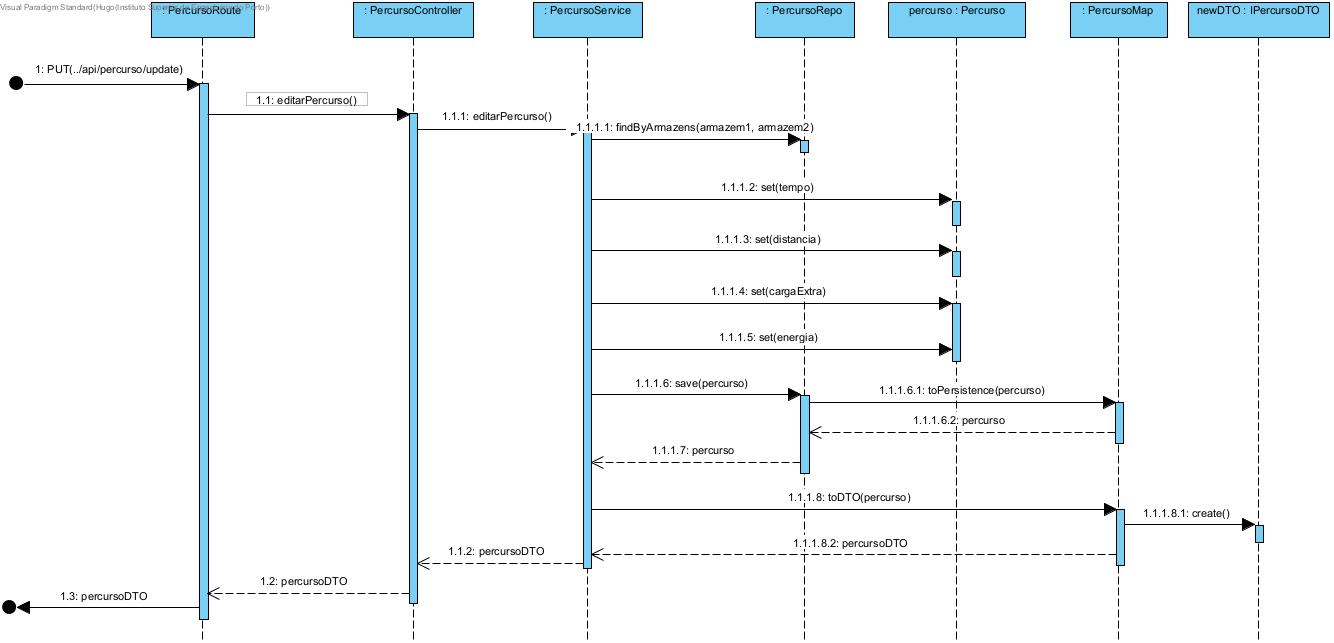 Visual Paradigm Standard(Hugo(Instituto Superior de Engenharia do Porto))
: PercursoRoute
: PercursoController
: PercursoService
: PercursoRepo
percurso : Percurso
: PercursoMap
newDTO : IPercursoDTO
1: PUT(../api/percurso/update)
1.1: editarPercurso()
1.1.1: editarPercurso()
1.1.1.1: findByArmazens(armazem1, armazem2)
1.1.1.2: set(tempo)
1.1.1.3: set(distancia)
1.1.1.4: set(cargaExtra)
1.1.1.5: set(energia)
1.1.1.6: save(percurso)
1.1.1.6.1: toPersistence(percurso)
1.1.1.6.2: percurso
1.1.1.7: percurso
1.1.1.8: toDTO(percurso)
1.1.1.8.1: create()
1.1.1.8.2: percursoDTO
1.1.2: percursoDTO
1.2: percursoDTO
1.3: percursoDTO